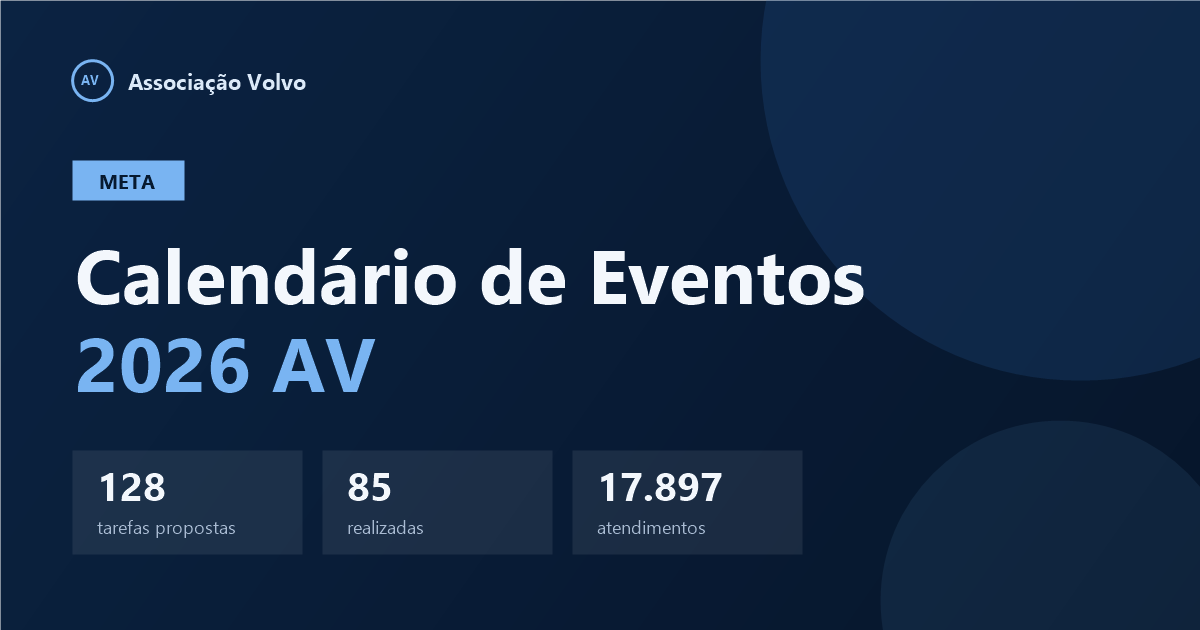 AV
Associação Volvo
META
Calendário de Eventos
2026 AV
128
tarefas propostas
85
realizadas
17.897
atendimentos